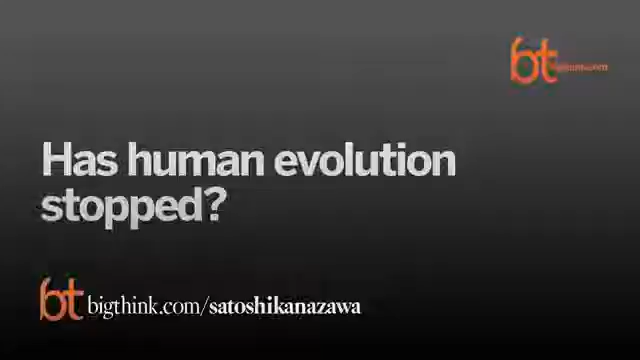 bt
Has human evolution
stopped?
bt bigthink.com/satoshikanazawa